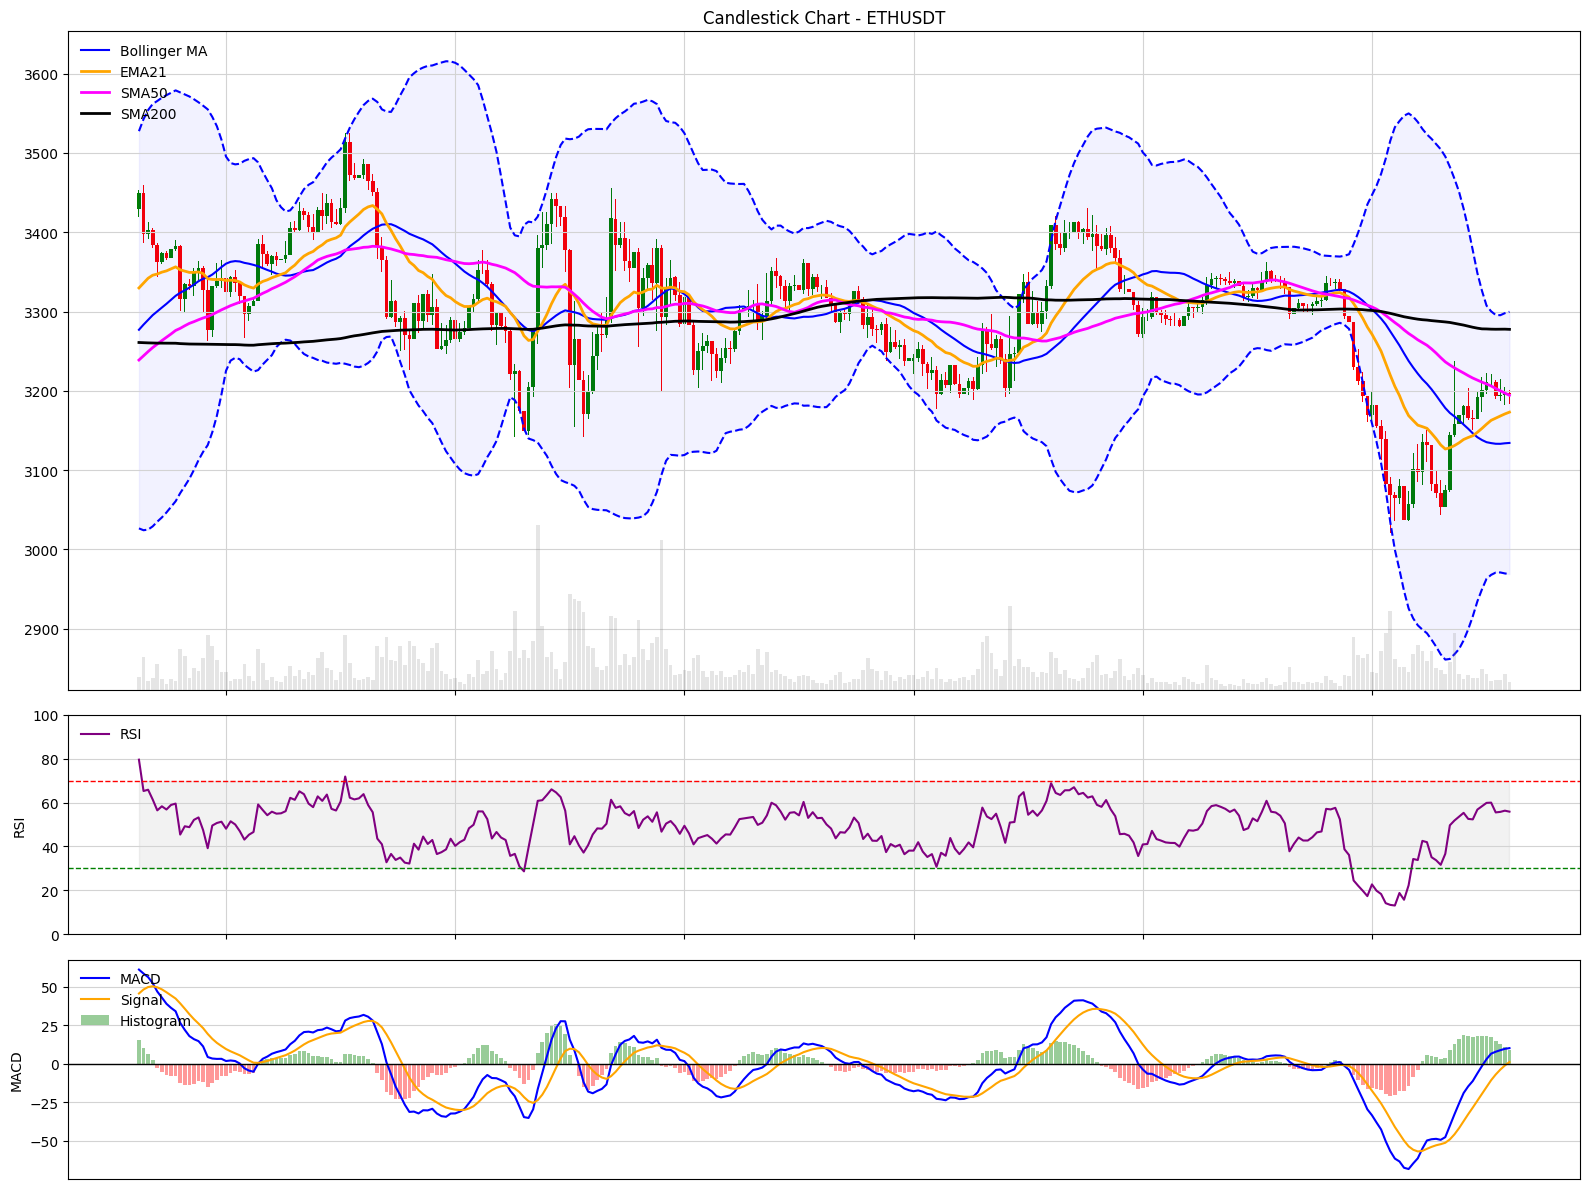 Candlestick Chart - ETHUSDT
Bollinger MA
EMA21
SMA50
SMA200
3600
3500
3400
3300
3200
3100
3000
2900
RSI
100
80
60
40
20
0
RSI
MACD
Signal
Histogram
50
25
0
−25
−50
MACD